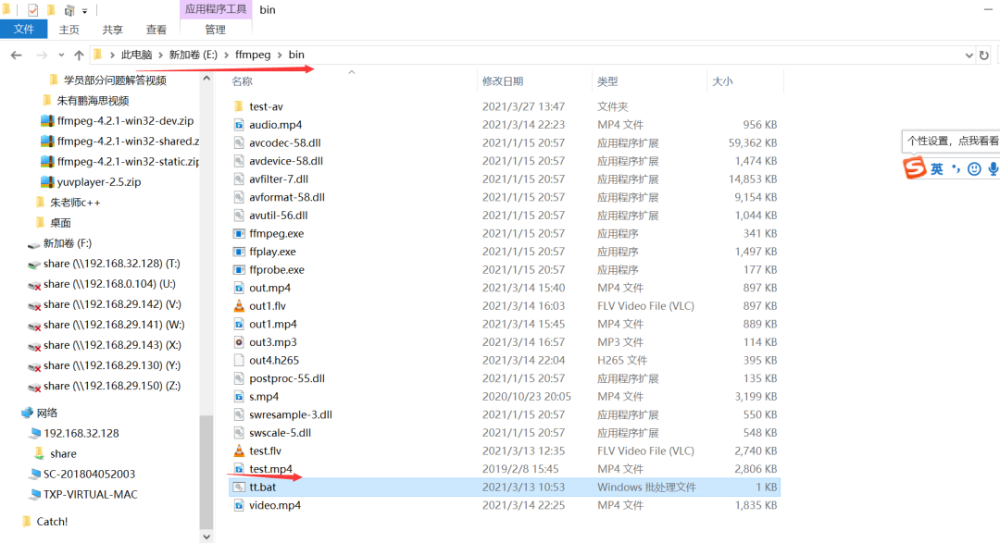 应用程序工具 bin
文件 主页 共享 查看 管理
此电脑 新加卷 (E:) ffmpeg bin
学员部分问题解答视频
朱有鹏海思视频
ffmpeg-4.2.1-win32-dev.zip
ffmpeg-4.2.1-win32-shared.z
ffmpeg-4.2.1-win32-static.zip
yuvplayer-2.5.zip
朱老师c++
桌面
新加卷 (F:)
share (\\192.168.32.128) (T:)
share (\\192.168.0.104) (U:)
share (\\192.168.29.142) (V:)
share (\\192.168.29.141) (W:)
share (\\192.168.29.143) (X:)
share (\\192.168.29.130) (Y:)
share (\\192.168.29.150) (Z:)
网络
192.168.32.128
share
SC-201804052003
TXP-VIRTUAL-MAC
Catch!
名称 修改日期 类型 大小
test-av 2021/3/27 13:47 文件夹
audio.mp4 2021/3/14 22:23 MP4 文件 956 KB
avcodec-58.dll 2021/1/15 20:57 应用程序扩展 59,362 KB
avdevice-58.dll 2021/1/15 20:57 应用程序扩展 1,474 KB
avfilter-7.dll 2021/1/15 20:57 应用程序扩展 14,853 KB
avformat-58.dll 2021/1/15 20:57 应用程序扩展 9,154 KB
avutil-56.dll 2021/1/15 20:57 应用程序扩展 1,044 KB
ffmpeg.exe 2021/1/15 20:57 应用程序 341 KB
ffplay.exe 2021/1/15 20:57 应用程序 1,497 KB
ffprobe.exe 2021/1/15 20:57 应用程序 177 KB
out.mp4 2021/3/14 15:40 MP4 文件 897 KB
out1.flv 2021/3/14 16:03 FLV Video File (VLC) 897 KB
out1.mp4 2021/3/14 15:45 MP4 文件 889 KB
out3.mp3 2021/3/14 16:57 MP3 文件 114 KB
out4.h265 2021/3/14 22:04 H265 文件 395 KB
postproc-55.dll 2021/1/15 20:57 应用程序扩展 135 KB
s.mp4 2020/10/23 20:05 MP4 文件 3,199 KB
swresample-3.dll 2021/1/15 20:57 应用程序扩展 550 KB
swscale-5.dll 2021/1/15 20:57 应用程序扩展 548 KB
test.flv 2021/3/13 12:35 FLV Video File (VLC) 2,740 KB
test.mp4 2019/2/8 15:45 MP4 文件 2,806 KB
tt.bat 2021/3/13 10:53 Windows 批处理文件 1 KB
video.mp4 2021/3/14 22:25 MP4 文件 1,835 KB
个性设置，点我看看
S 英